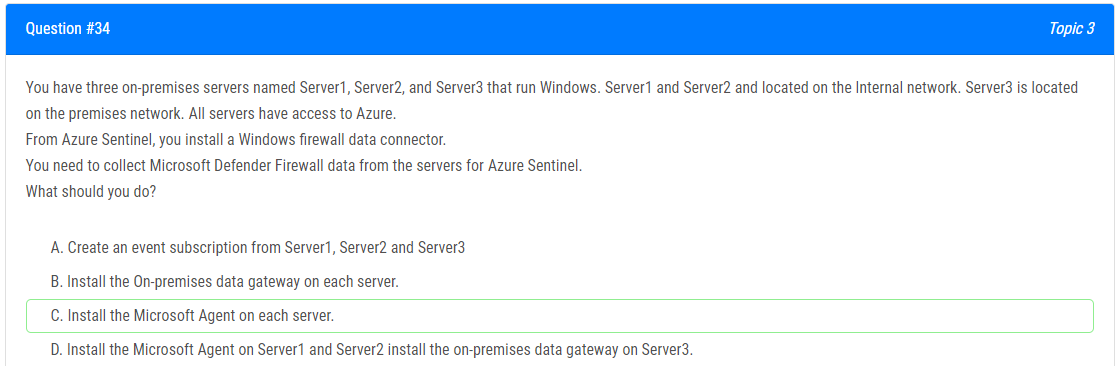 Question #34
Topic 3
You have three on-premises servers named Server1, Server2, and Server3 that run Windows. Server1 and Server2 and located on the Internal network. Server3 is located
on the premises network. All servers have access to Azure.
From Azure Sentinel, you install a Windows firewall data connector.
You need to collect Microsoft Defender Firewall data from the servers for Azure Sentinel.
What should you do?
A. Create an event subscription from Server1, Server2 and Server3
B. Install the On-premises data gateway on each server.
C. Install the Microsoft Agent on each server.
D. Install the Microsoft Agent on Server1 and Server2 install the on-premises data gateway on Server3.